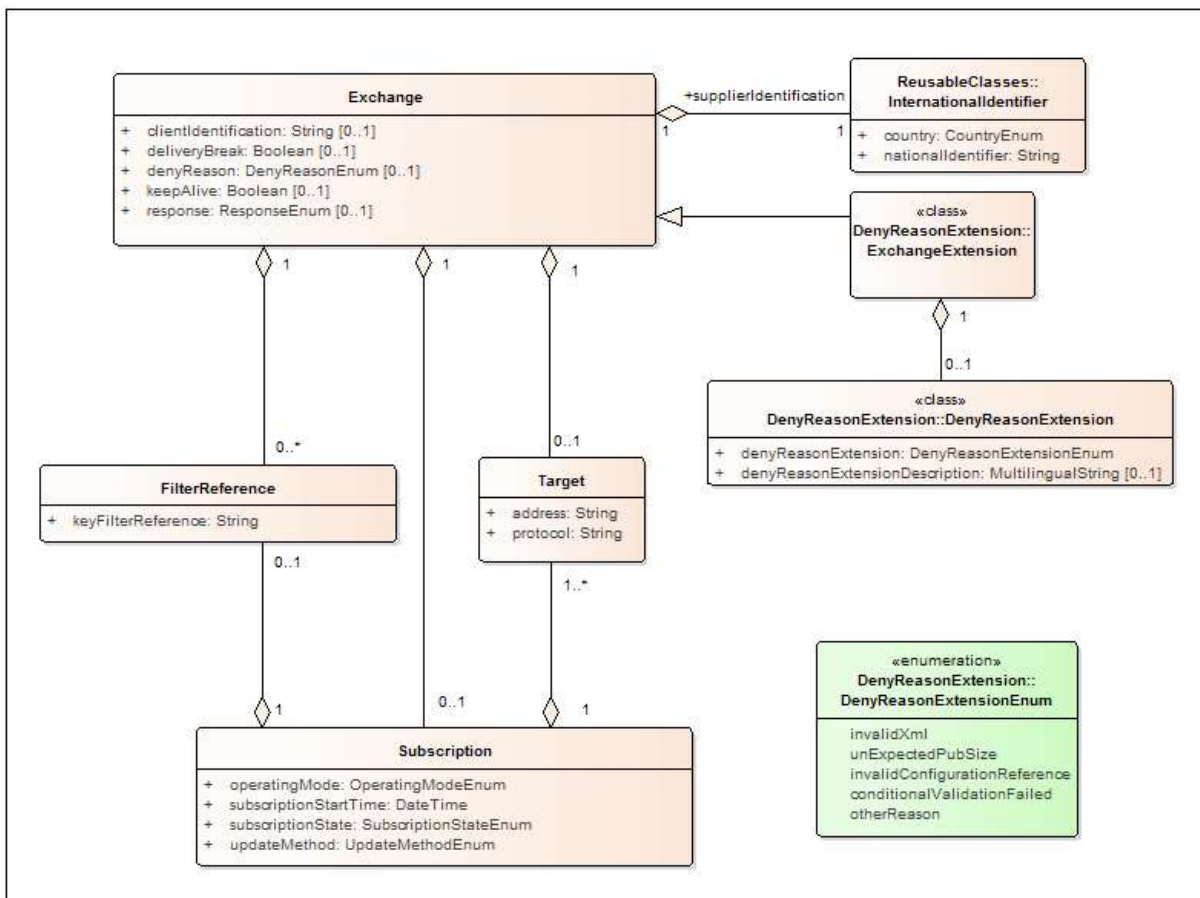 Exchange
+ clientIdentification: String [0..1]
+ deliveryBreak: Boolean [0..1]
+ denyReason: DenyReasonEnum [0..1]
+ keepAlive: Boolean [0..1]
+ response: ResponseEnum [0..1]
+supplierIdentification
1
1
ReusableClasses::
InternationalIdentifier
+ country: CountryEnum
+ nationalIdentifier: String
«class»
DenyReasonExtension::
ExchangeExtension
1
0..1
«class»
DenyReasonExtension::DenyReasonExtension
+ denyReasonExtension: DenyReasonExtensionEnum
+ denyReasonExtensionDescription: MultilingualString [0..1]
1
1
1
0..*
0..1
FilterReference
+ keyFilterReference: String
Target
+ address: String
+ protocol: String
0..1
1..*
1
0..1
1
Subscription
+ operatingMode: OperatingModeEnum
+ subscriptionStartTime: DateTime
+ subscriptionState: SubscriptionStateEnum
+ updateMethod: UpdateMethodEnum
«enumeration»
DenyReasonExtension::
DenyReasonExtensionEnum
invalidXml
unExpectedPubSize
invalidConfigurationReference
conditionalValidationFailed
otherReason